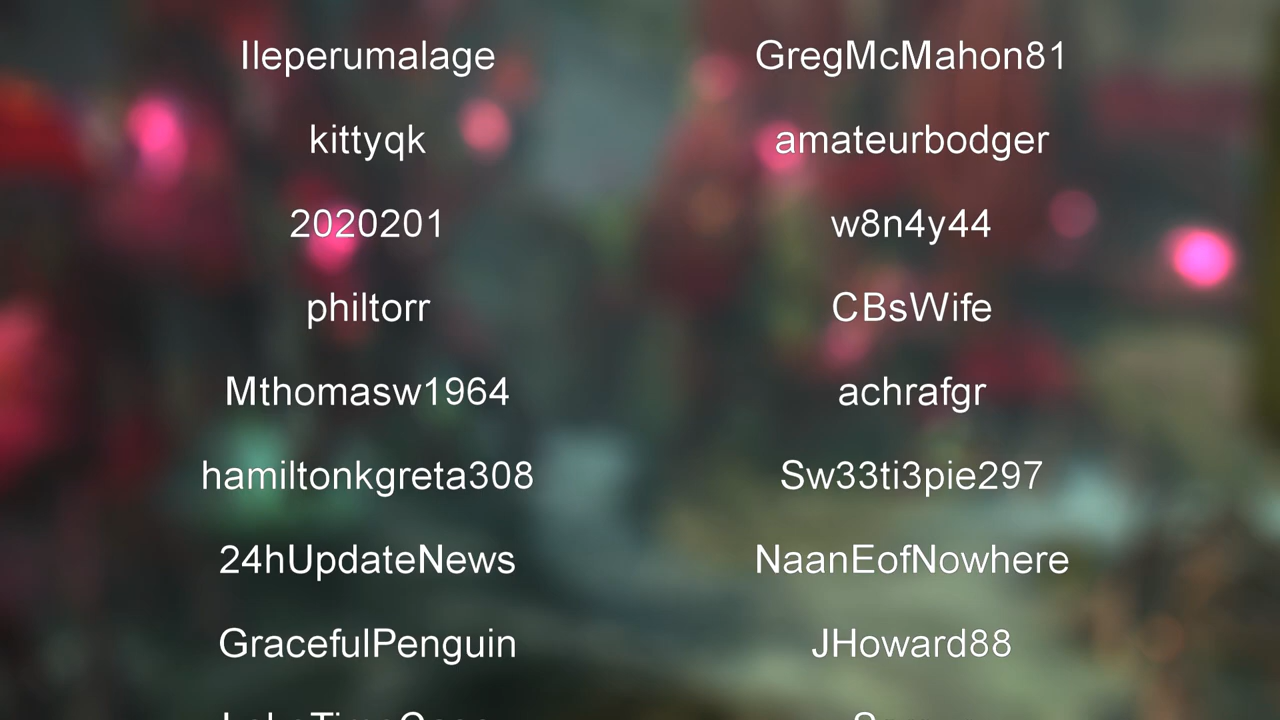 Ileperumalage GregMcMahon81
kittyqk amateurbodger
2020201 w8n4y44
philtorr CBsWife
Mthomasw1964 achrafgr
hamiltonkgreta308 Sw33ti3pie297
24hUpdateNews NaanEofNowhere
GracefulPenguin JHoward88